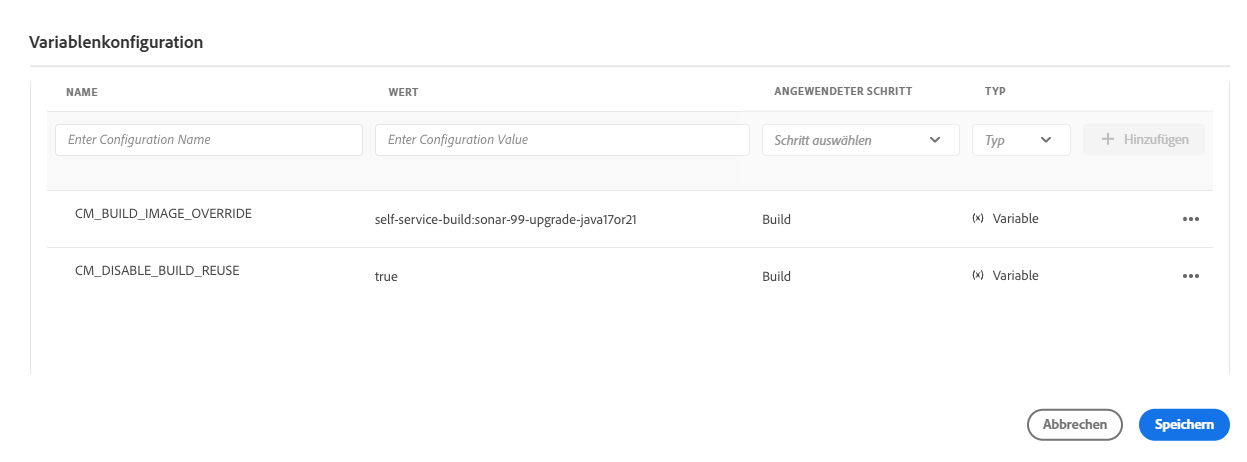 Variablenkonfiguration
NAME WERT ANGEWENDETER SCHRITT TYP
Enter Configuration Name Enter Configuration Value Schritt auswählen Typ Hinzufügen
CM_BUILD_IMAGE_OVERRIDE self-service-build:sonar-99-upgrade-java17or21 Build (x) Variable
CM_DISABLE_BUILD_REUSE true Build (x) Variable
Abbrechen Speichern